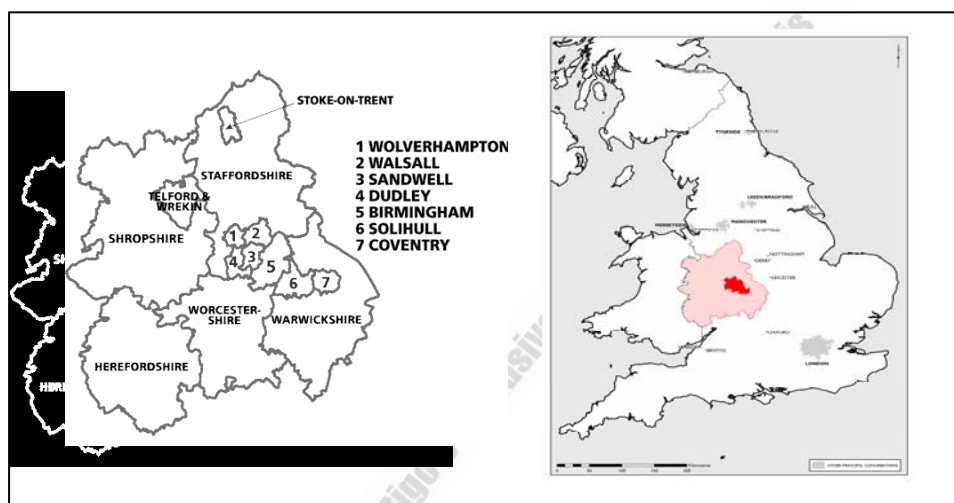 STOKE-ON-TRENT
1 WOLVERHAMPTON
2 WALSALL
3 SANDWELL
4 DUDLEY
5 BIRMINGHAM
6 SOLIHULL
7 COVENTRY
STAFFORDSHIRE
TELFORD &
WREKIN
SHROPSHIRE
1
2
3
4
5
6
7
WORCESTER-
SHIRE
WARWICKSHIRE
HEREFORDSHIRE
TYNESIDE
LEEDS/BRADFORD
MERSEYSIDE
MANCHESTER
NOTTINGHAM
DERBY
LEICESTER
OXFORD
BRISTOL
LONDON